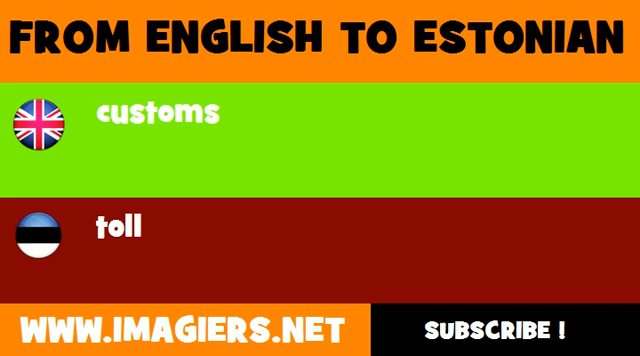 FROM ENGLISH TO ESTONIAN
customs
toll
WWW.IMAGIERS.NET
SUBSCRIBE !